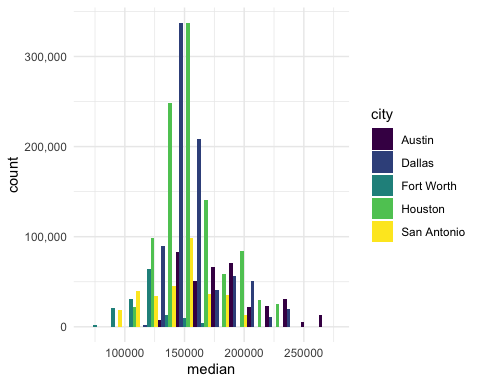 300,000
200,000
100,000
0
count
100000 150000 200000 250000
median
city
Austin
Dallas
Fort Worth
Houston
San Antonio